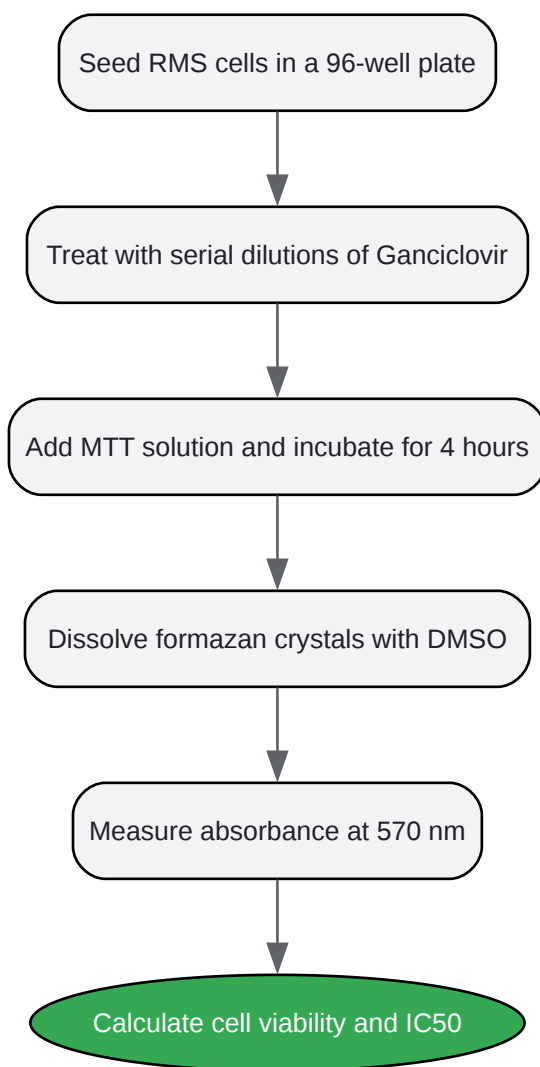 Seed RMS cells in a 96-well plate
Treat with serial dilutions of Ganciclovir
Add MTT solution and incubate for 4 hours
Dissolve formazan crystals with DMSO
Measure absorbance at 570 nm
Calculate cell viability and IC50